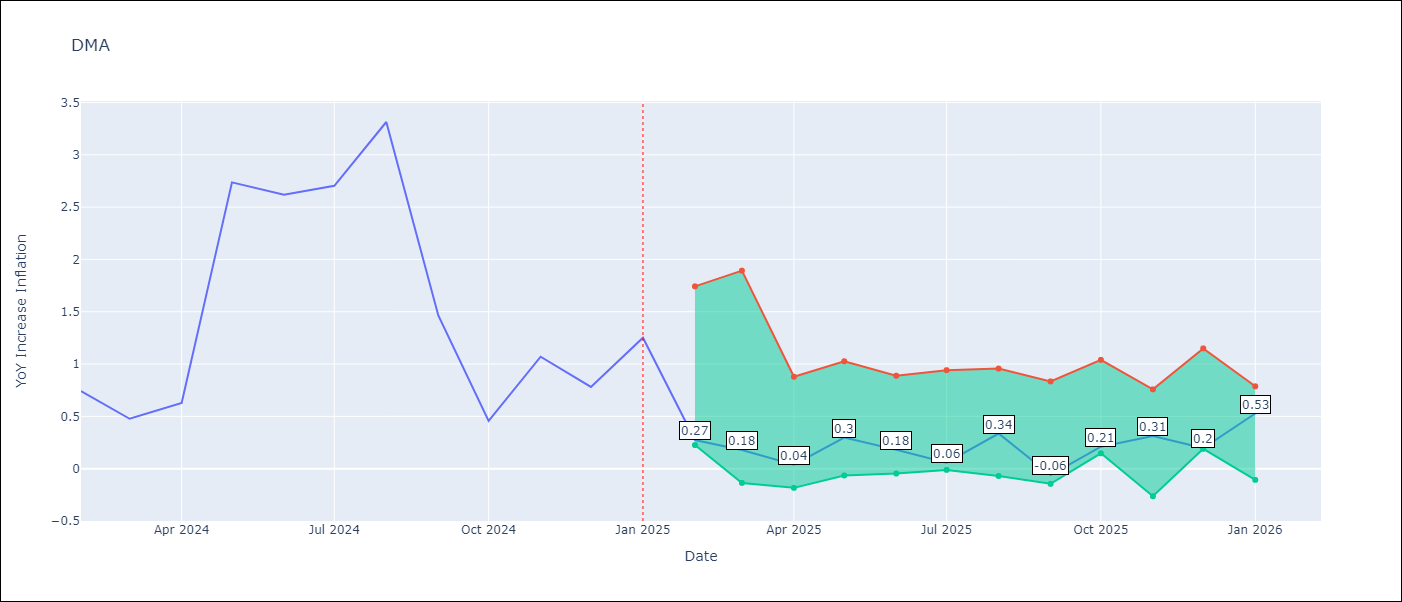 DMA
YoY Increase Inflation
3.5
3
2.5
2
1.5
1
0.5
0
−0.5
0.27
0.18
0.04
0.3
0.18
0.06
0.34
-0.06
0.21
0.31
0.2
0.53
Apr 2024
Jul 2024
Oct 2024
Jan 2025
Apr 2025
Jul 2025
Oct 2025
Jan 2026
Date